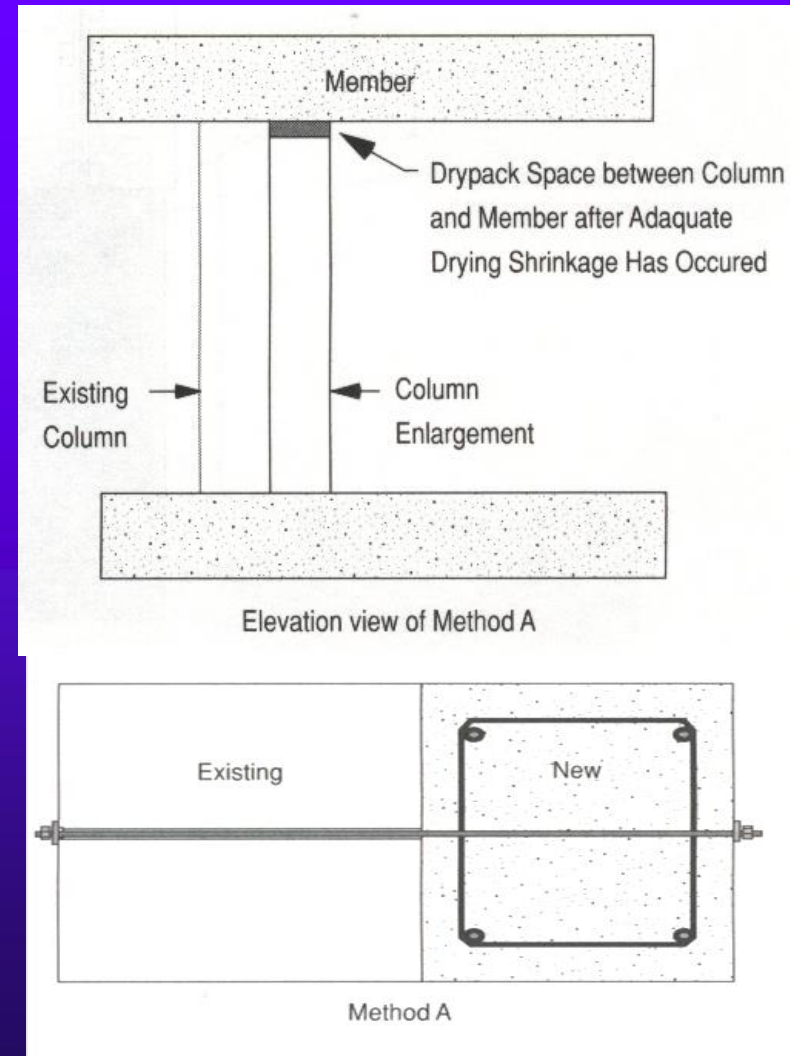 Member
Drypack Space between Column
and Member after Adaquate
Drying Shrinkage Has Occured
Existing
Column
Column
Enlargement
Elevation view of Method A
Existing
New
Method A